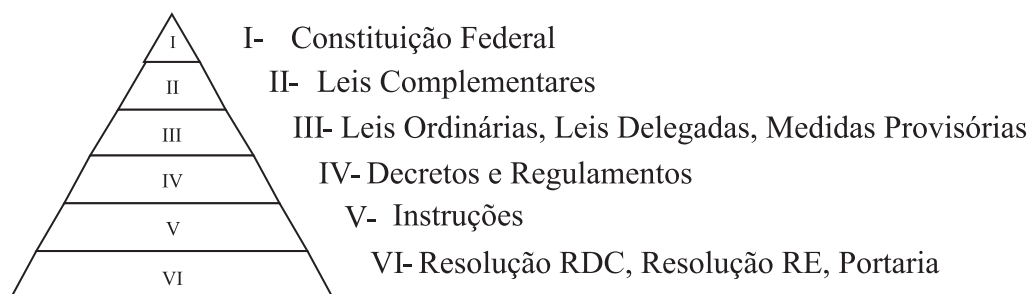 I I- Constituição Federal
II II- Leis Complementares
III III- Leis Ordinárias, Leis Delegadas, Medidas Provisórias
IV IV- Decretos e Regulamentos
V V- Instruções
VI VI- Resolução RDC, Resolução RE, Portaria